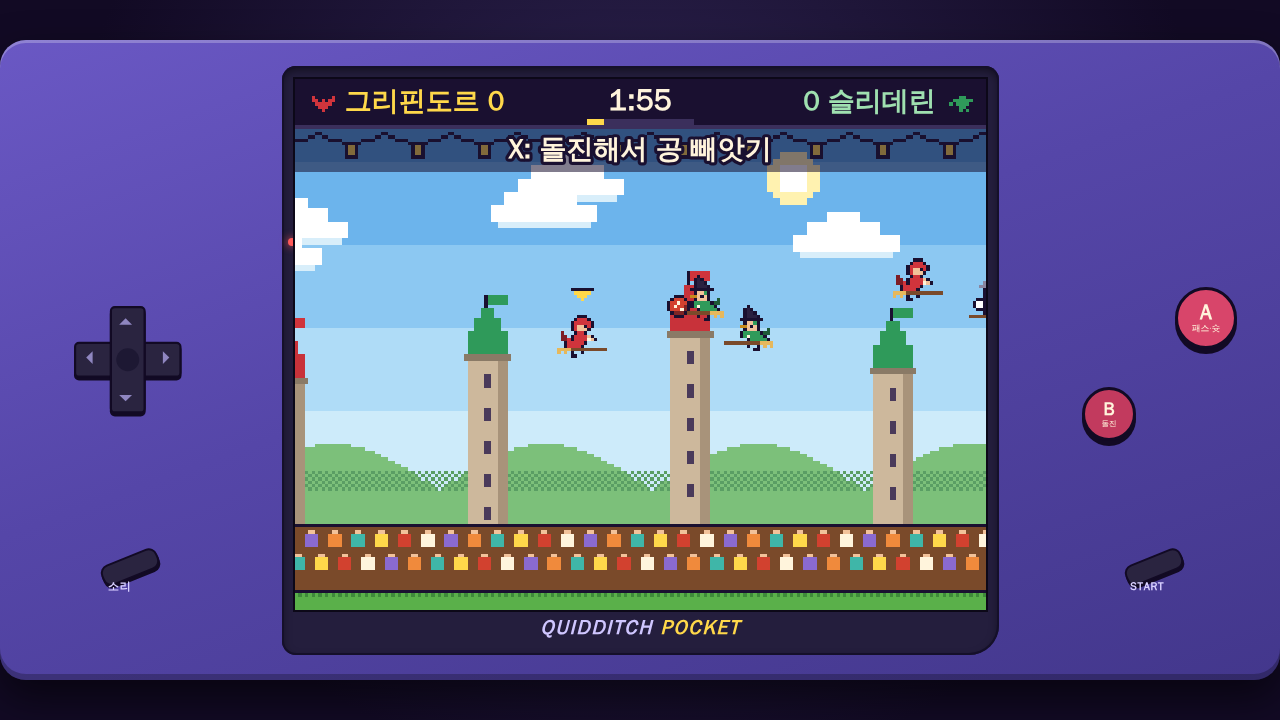 그리핀도르 0
1:55
0 슬리데린
X: 돌진해서 공 빼앗기
A
패스·슛
B
돌진
소리
START
QUIDDITCH POCKET